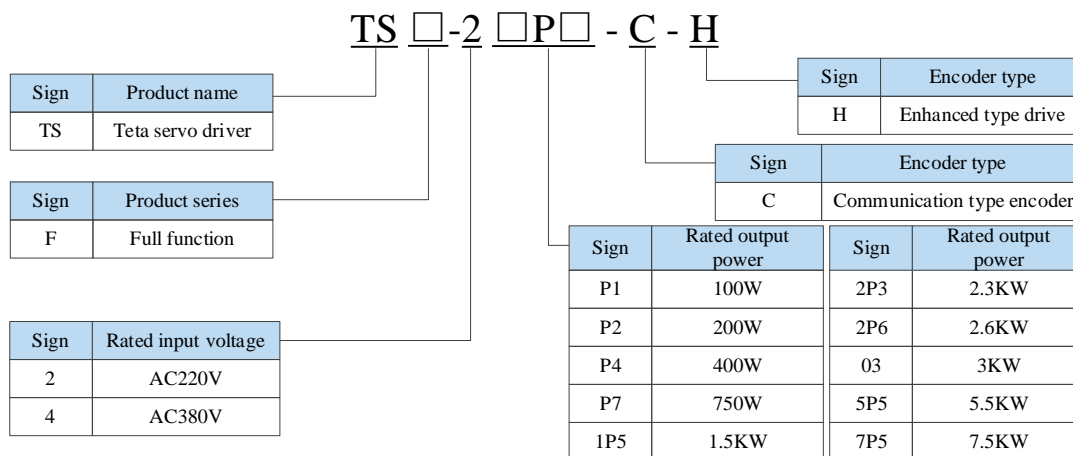 TS □-2 □P□ - C - H
Sign Product name
TS Teta servo driver
Sign Product series
F Full function
Sign Rated input voltage
2 AC220V
4 AC380V
Sign Encoder type
H Enhanced type drive
Sign Encoder type
C Communication type encoder
Sign Rated output power Sign Rated output power
P1 100W 2P3 2.3KW
P2 200W 2P6 2.6KW
P4 400W 03 3KW
P7 750W 5P5 5.5KW
1P5 1.5KW 7P5 7.5KW